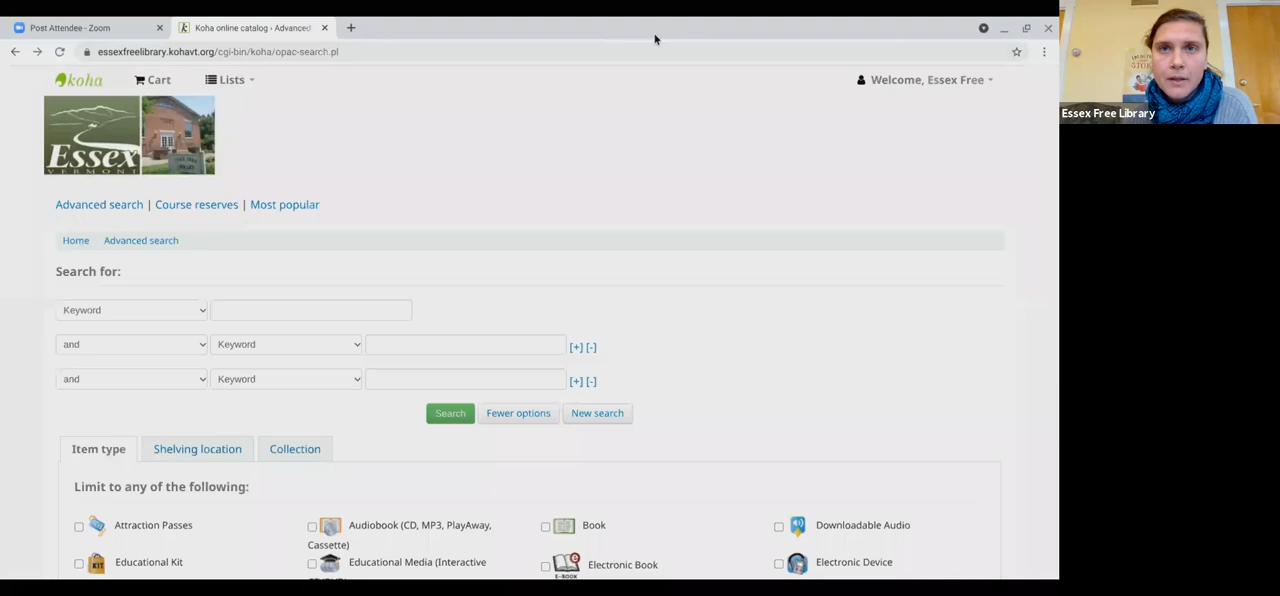 Post Attendee - Zoom
Koha online catalog › Advanced
essexfreelibrary.kohavt.org/cgi-bin/koha/opac-search.pl
koha
Cart
Lists
Welcome, Essex Free
Essex Free Library
Essex
VERMONT
Advanced search | Course reserves | Most popular
Home Advanced search
Search for:
Keyword
and Keyword [+] [-]
and Keyword [+] [-]
Search Fewer options New search
Item type Shelving location Collection
Limit to any of the following:
Attraction Passes
Audiobook (CD, MP3, PlayAway,
Cassette)
Book
Downloadable Audio
KIT
Educational Kit
Educational Media (Interactive
E-BOOK
Electronic Book
Electronic Device